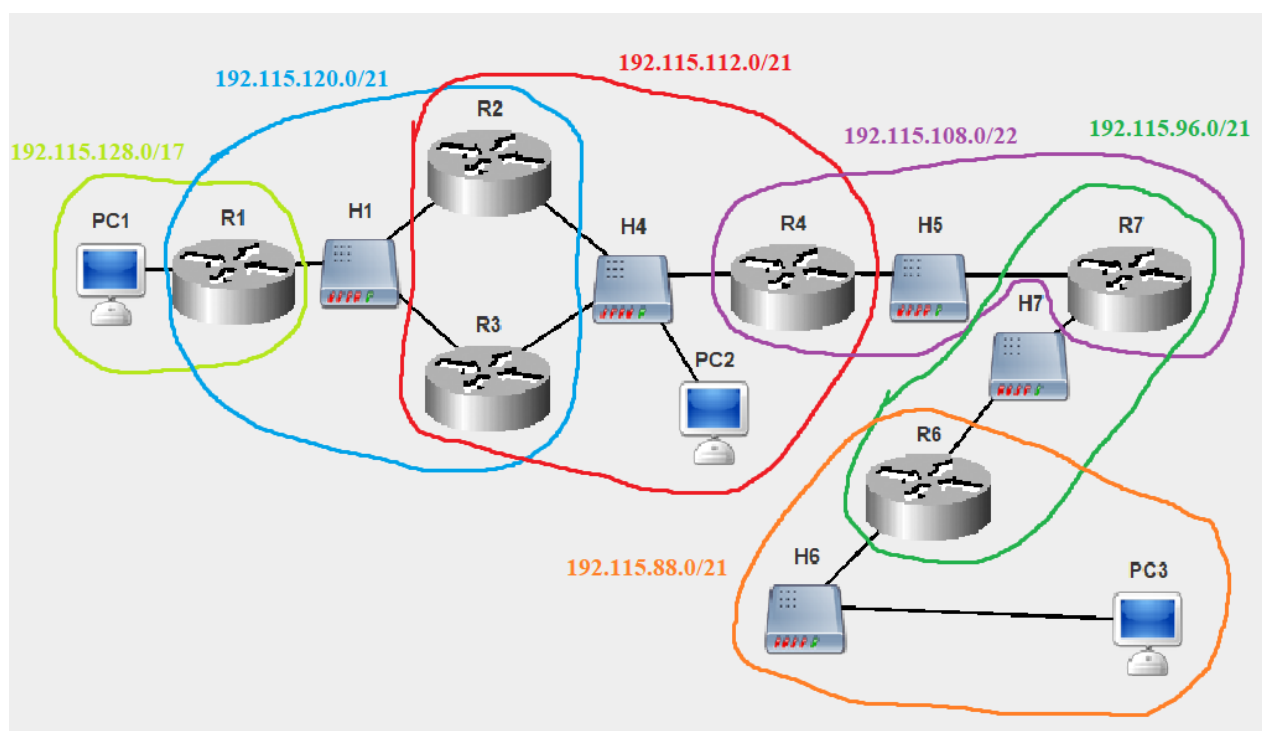 192.115.112.0/21
192.115.120.0/21
R2
192.115.108.0/22
192.115.96.0/21
192.115.128.0/17
PC1
R1
H1
H4
R4
H5
R7
H7
R3
PC2
R6
H6
192.115.88.0/21
PC3